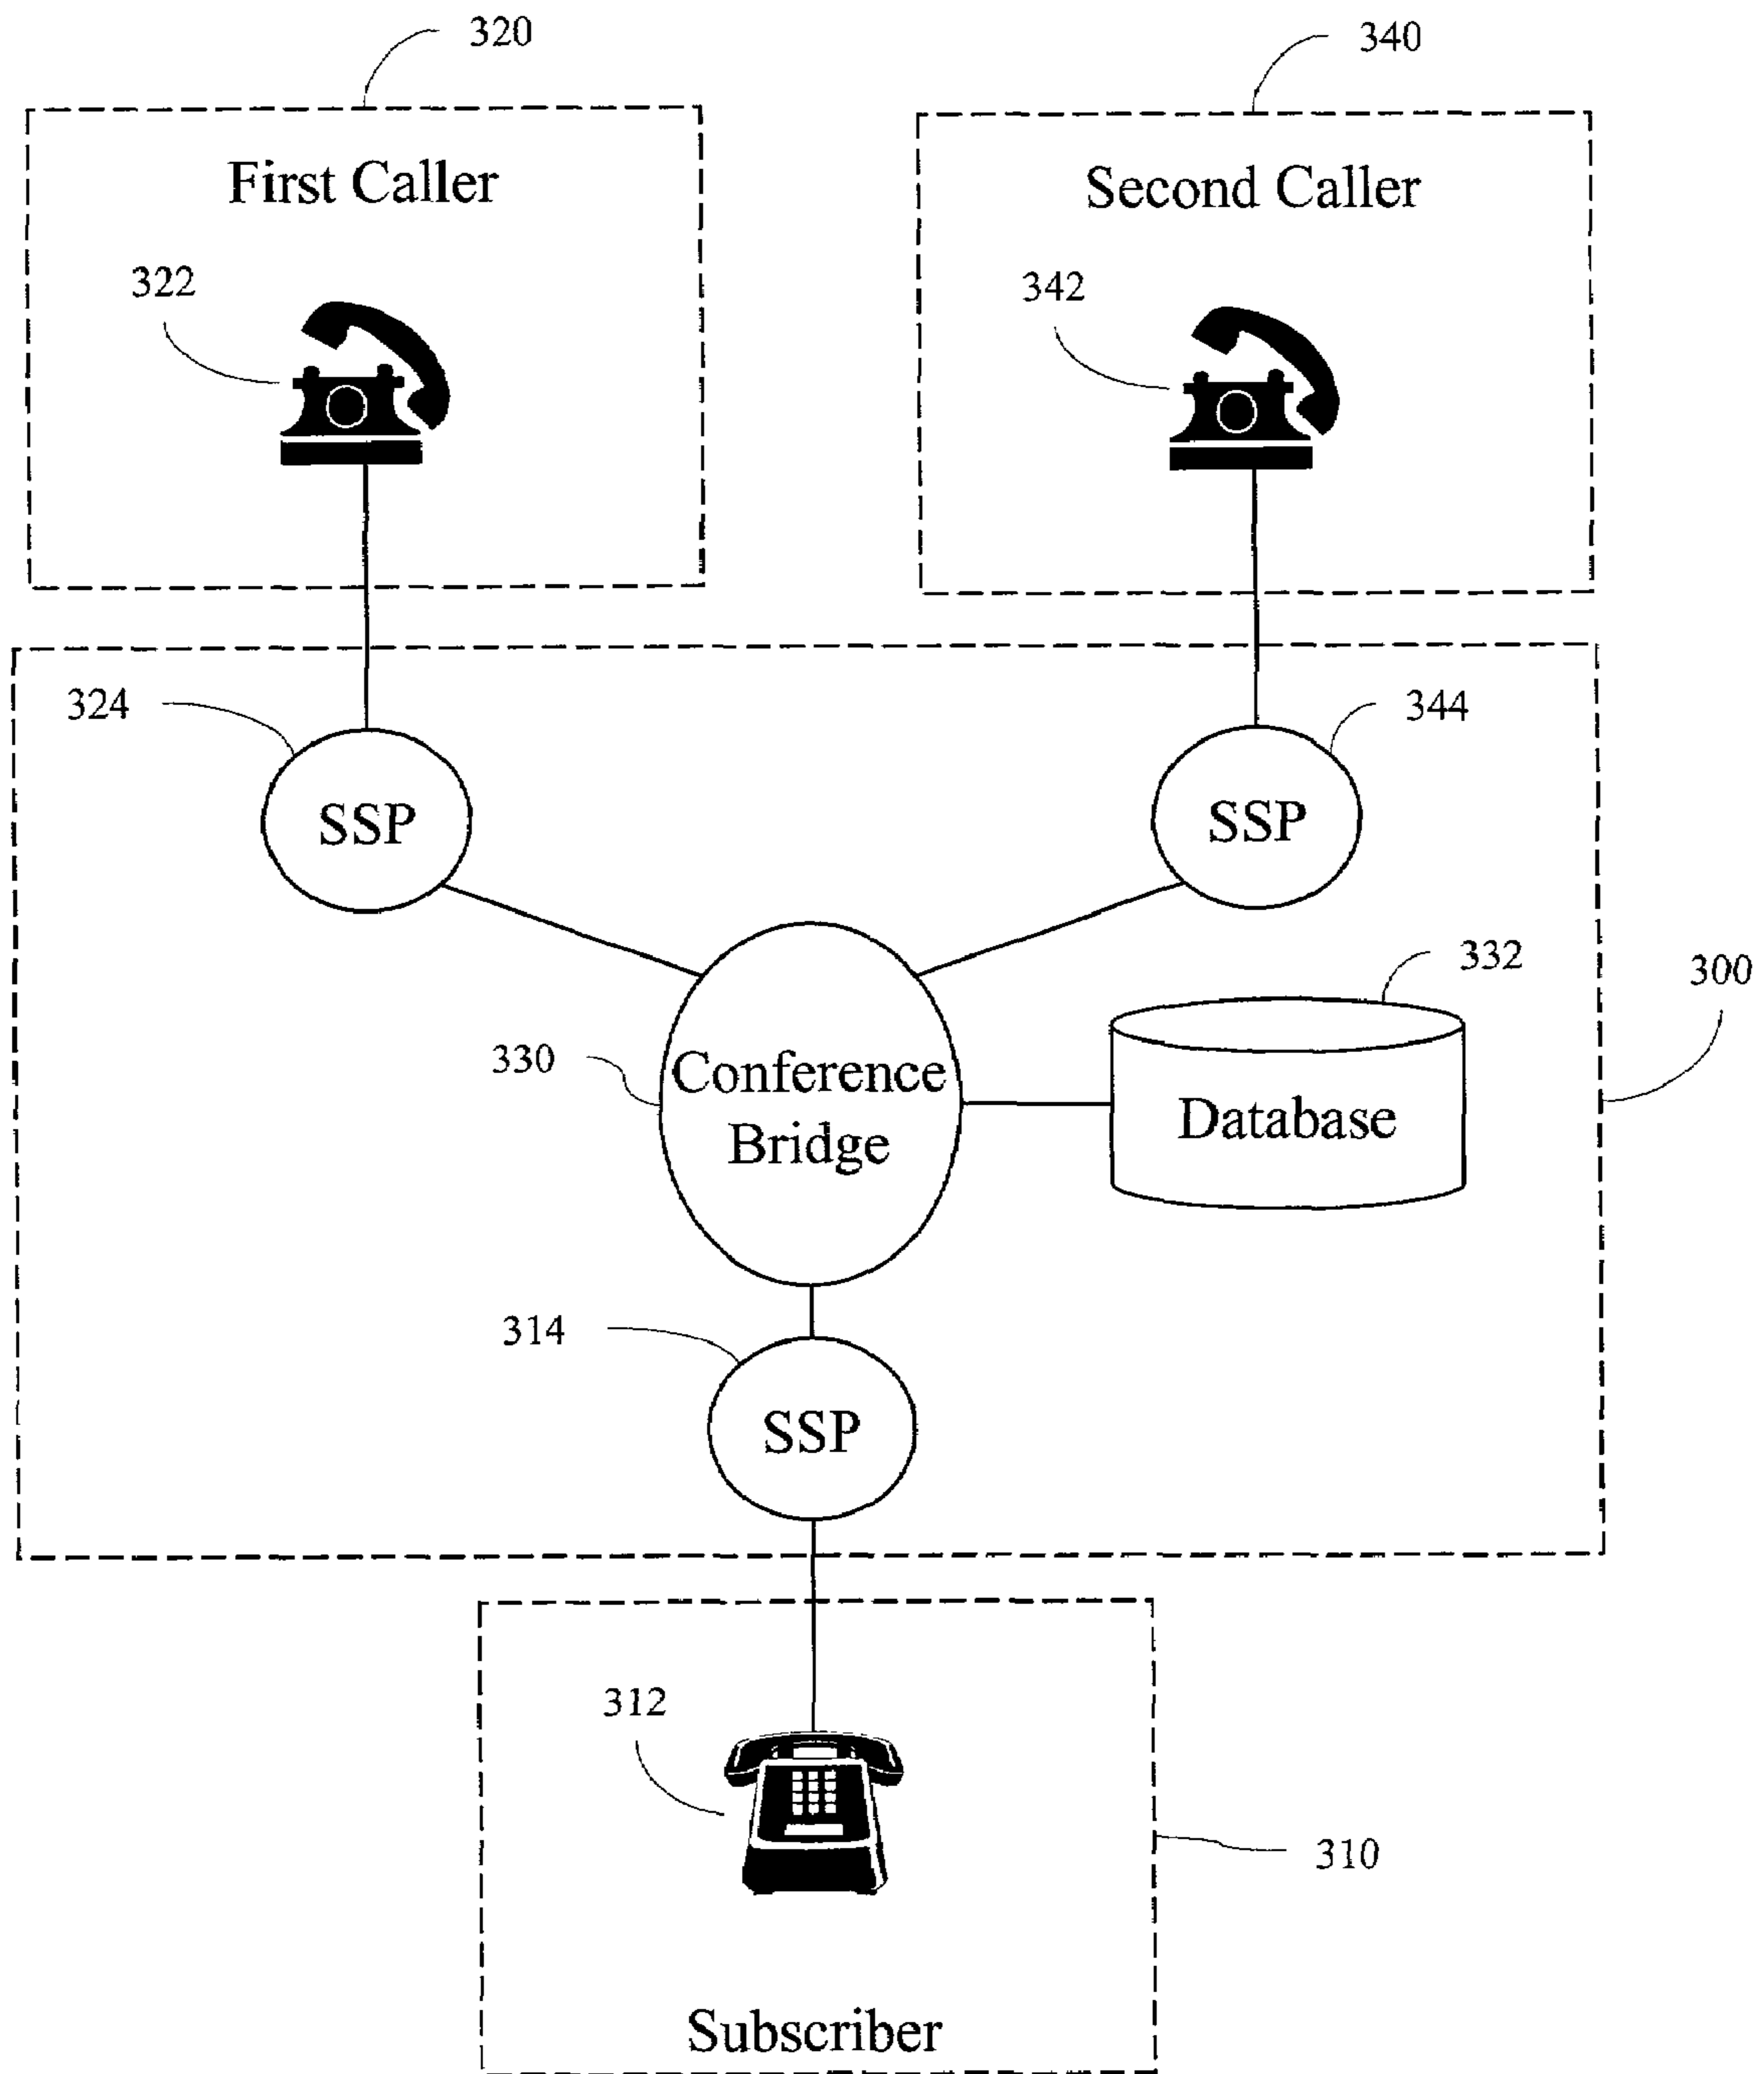 320
340
First Caller
Second Caller
322
342
324
344
SSP
SSP
332
300
330
Conference
Bridge
Database
314
SSP
312
310
Subscriber